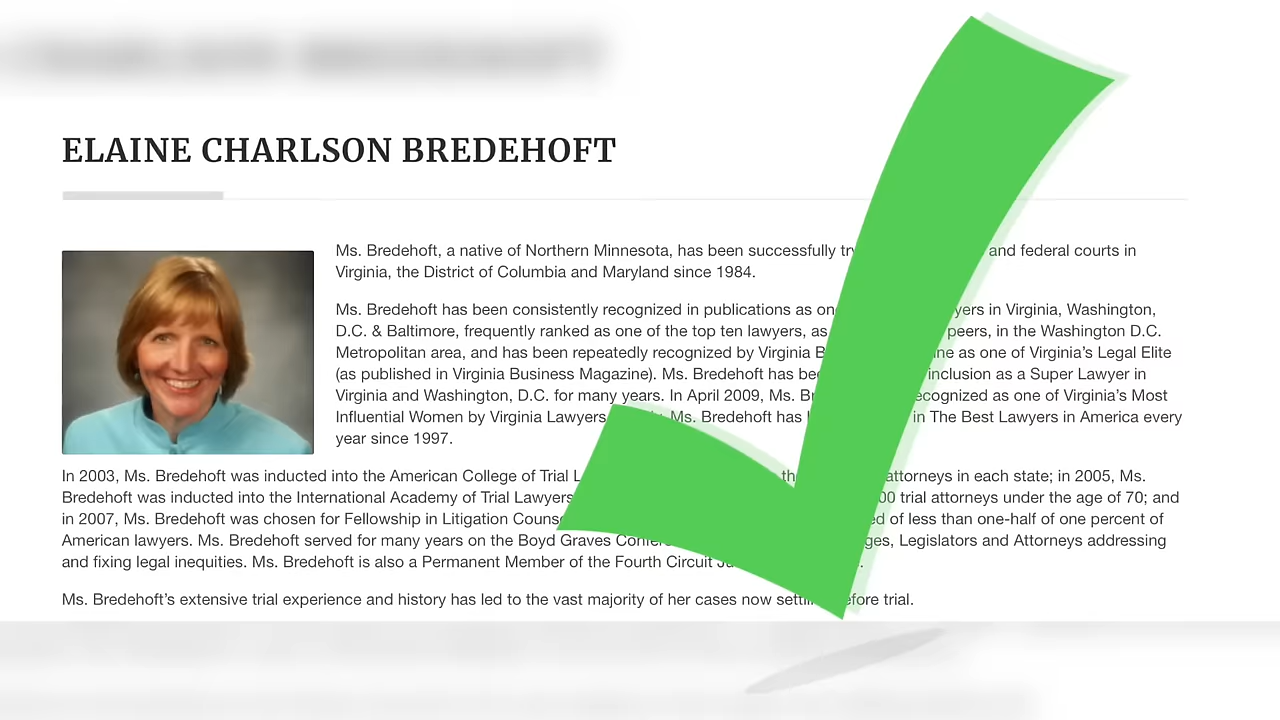 ELAINE CHARLSON BREDEHOFT
Ms. Bredehoft, a native of Northern Minnesota, has been successfully and federal courts in
Virginia, the District of Columbia and Maryland since 1984.
Ms. Bredehoft has been consistently recognized in publications as in Virginia, Washington,
D.C. & Baltimore, frequently ranked as one of the top ten lawyers, as peers, in the Washington D.C.
Metropolitan area, and has been repeatedly recognized by Virginia as one of Virginia's Legal Elite
(as published in Virginia Business Magazine). Ms. Bredehoft has inclusion as a Super Lawyer in
Virginia and Washington, D.C. for many years. In April 2009, Ms. recognized as one of Virginia's Most
Influential Women by Virginia Lawyers Ms. Bredehoft has in The Best Lawyers in America every
year since 1997.
In 2003, Ms. Bredehoft was inducted into the American College of Trial attorneys in each state; in 2005, Ms.
Bredehoft was inducted into the International Academy of Trial Lawyers trial attorneys under the age of 70; and
in 2007, Ms. Bredehoft was chosen for Fellowship in Litigation of less than one-half of one percent of
American lawyers. Ms. Bredehoft served for many years on the Boyd Graves Legislators and Attorneys addressing
and fixing legal inequities. Ms. Bredehoft is also a Permanent Member of the Fourth Circuit
Ms. Bredehoft's extensive trial experience and history has led to the vast majority of her cases now before trial.